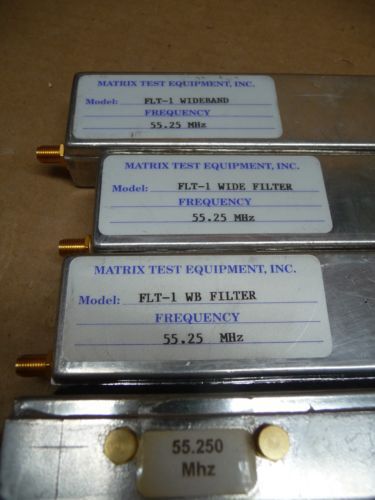 MATRIX TEST EQUIPMENT, INC.
Model: FLT-1 WIDEBAND
FREQUENCY
55.25 MHz
MATRIX TEST EQUIPMENT, INC.
Model: FLT-1 WIDE FILTER
FREQUENCY
55.25 MHz
MATRIX TEST EQUIPMENT, INC.
Model: FLT-1 WB FILTER
FREQUENCY
55.25 MHz
55.250
Mhz